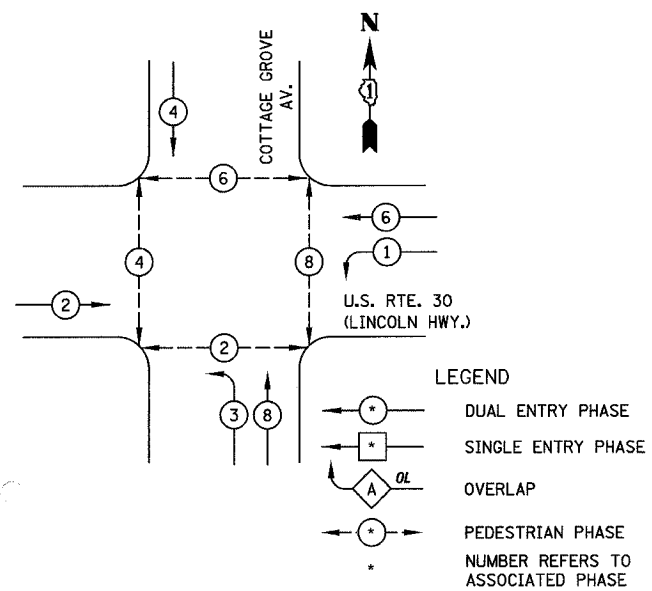 N
1
COTTAGE GROVE
AV.
4
6
6
4
8
1
2
U.S. RTE. 30
(LINCOLN HWY.)
2
3
8
LEGEND
* DUAL ENTRY PHASE
* SINGLE ENTRY PHASE
A OL OVERLAP
* PEDESTRIAN PHASE
* NUMBER REFERS TO
ASSOCIATED PHASE